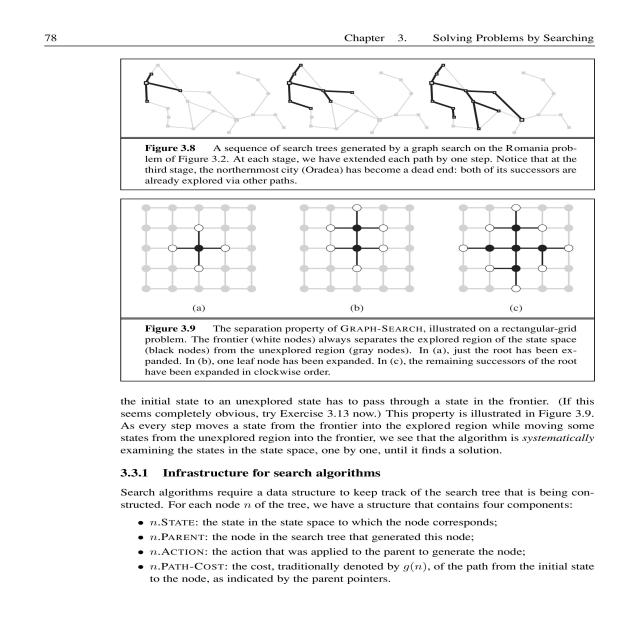 78 Chapter 3. Solving Problems by Searching
Figure 3.8 A sequence of search trees generated by a graph search on the Romania prob-
lem of Figure 3.2. At each stage, we have extended each path by one step. Notice that at the
third stage, the northernmost city (Oradea) has become a dead end: both of its successors are
already explored via other paths.
(a) (b) (c)
Figure 3.9 The separation property of GRAPH-SEARCH, illustrated on a rectangular-grid
problem. The frontier (white nodes) always separates the explored region of the state space
(black nodes) from the unexplored region (gray nodes). In (a), just the root has been ex-
panded. In (b), one leaf node has been expanded. In (c), the remaining successors of the root
have been expanded in clockwise order.
the initial state to an unexplored state has to pass through a state in the frontier. (If this
seems completely obvious, try Exercise 3.13 now.) This property is illustrated in Figure 3.9.
As every step moves a state from the frontier into the explored region while moving some
states from the unexplored region into the frontier, we see that the algorithm is systematically
examining the states in the state space, one by one, until it finds a solution.
3.3.1 Infrastructure for search algorithms
Search algorithms require a data structure to keep track of the search tree that is being con-
structed. For each node n of the tree, we have a structure that contains four components:
• n.STATE: the state in the state space to which the node corresponds;
• n.PARENT: the node in the search tree that generated this node;
• n.ACTION: the action that was applied to the parent to generate the node;
• n.PATH-COST: the cost, traditionally denoted by g(n), of the path from the initial state
to the node, as indicated by the parent pointers.